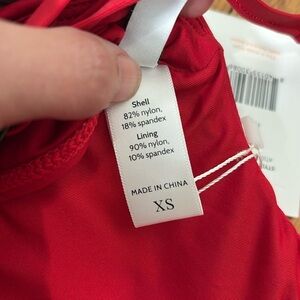 Shell
82% nylon,
18% spandex
Lining
90% nylon,
10% spandex
MADE IN CHINA
XS